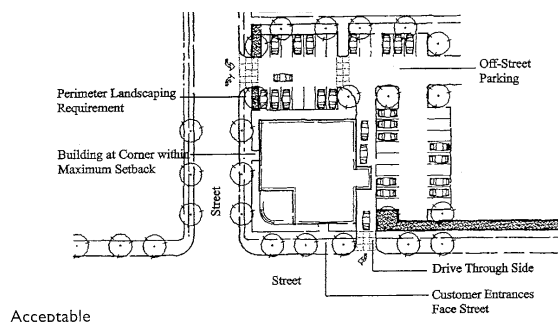 Off-Street
Parking
Perimeter Landscaping
Requirement
Building at Corner within
Maximum Setback
Street
Street
Drive Through Side
Customer Entrances
Face Street
Acceptable